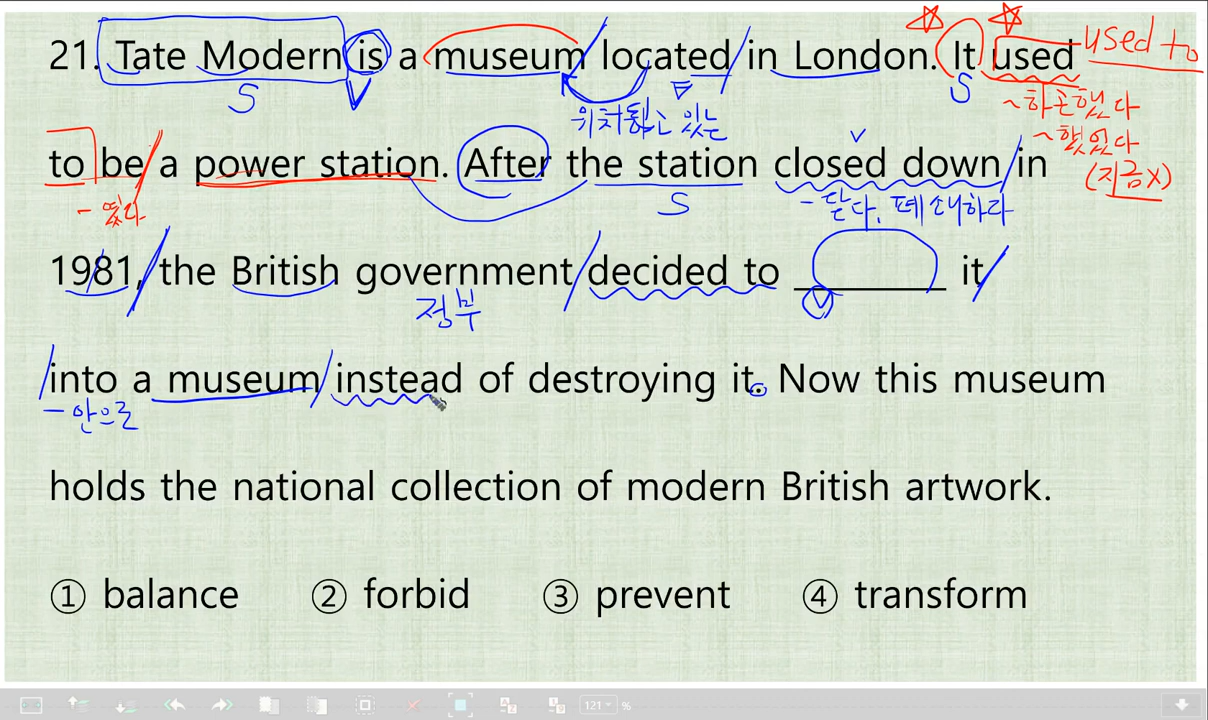 21. Tate Modern is a museum located in London. It used
used to
S
S
~하곤했다
위치하고 있는
~했었다
to be a power station. After the station closed down in
(지금X)
-였다
S
-닫다, 폐쇄하다
1981, the British government decided to ________ it
정부
into a museum instead of destroying it. Now this museum
-안으로
holds the national collection of modern British artwork.
① balance ② forbid ③ prevent ④ transform
121 %